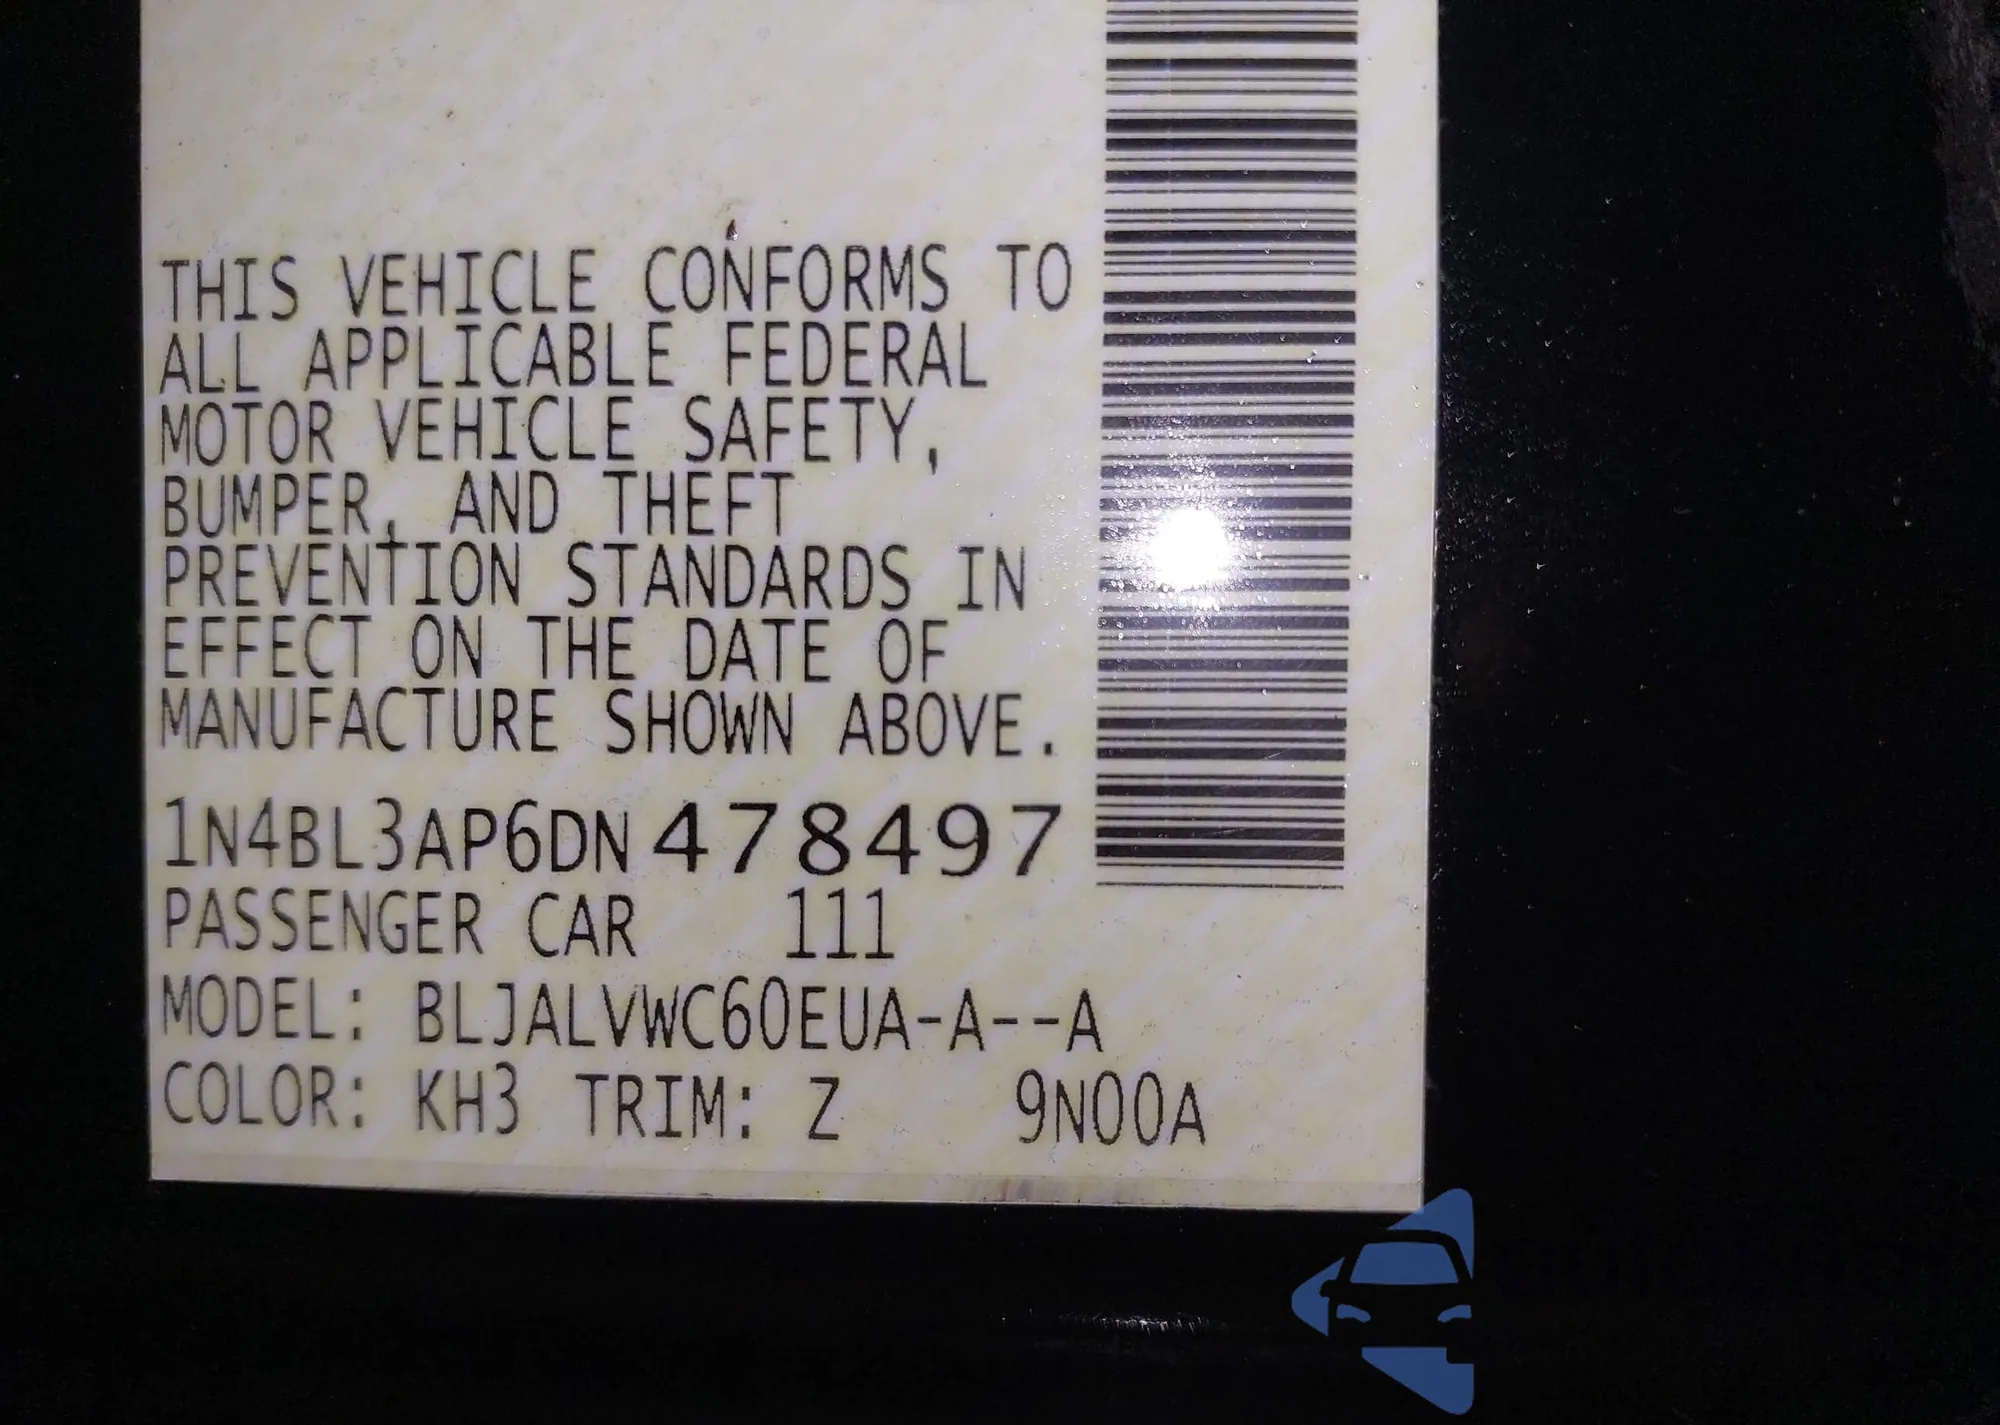 THIS VEHICLE CONFORMS TO
ALL APPLICABLE FEDERAL
MOTOR VEHICLE SAFETY,
BUMPER, AND THEFT
PREVENTION STANDARDS IN
EFFECT ON THE DATE OF
MANUFACTURE SHOWN ABOVE.
1N4BL3AP6DN478497
PASSENGER CAR 111
MODEL: BLJALVWC60EUA-A--A
COLOR: KH3 TRIM: Z 9N00A